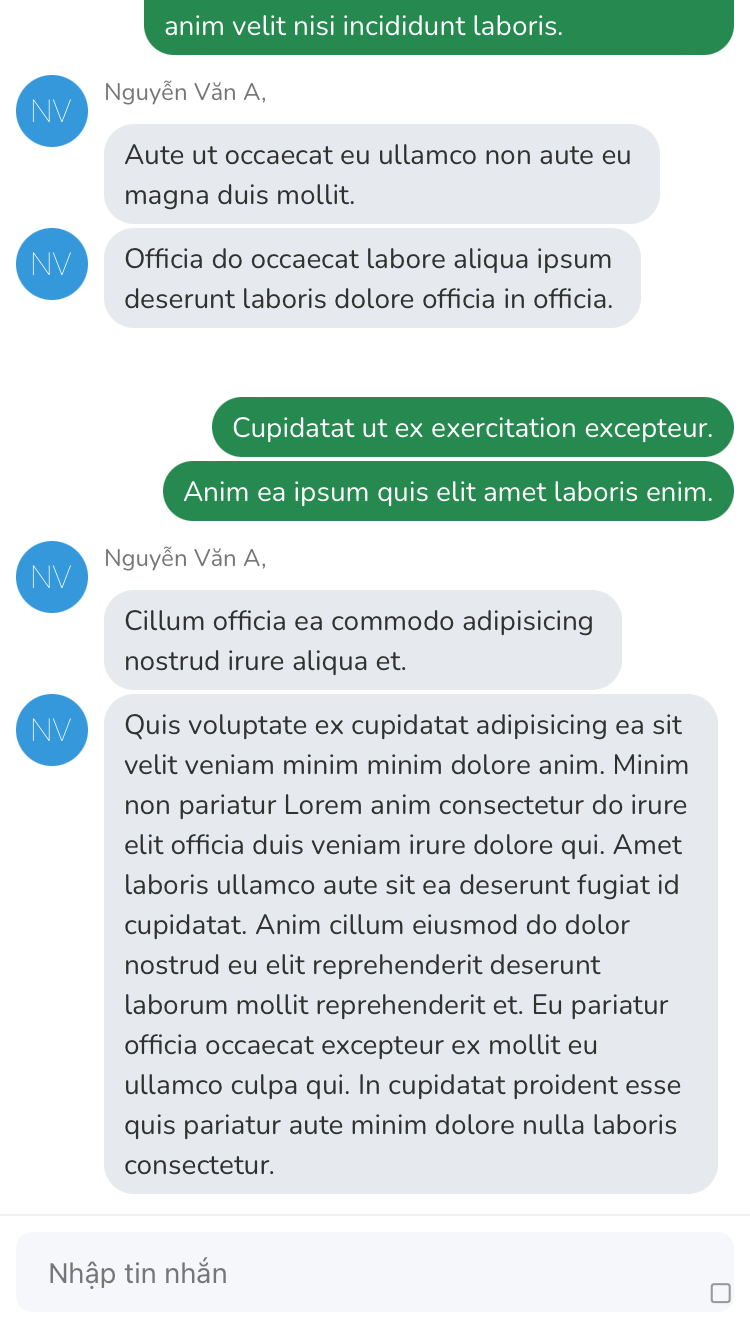 anim velit nisi incididunt laboris.
NV
Nguyễn Văn A,
Aute ut occaecat eu ullamco non aute eu
magna duis mollit.
NV
Officia do occaecat labore aliqua ipsum
deserunt laboris dolore officia in officia.
Cupidatat ut ex exercitation excepteur.
Anim ea ipsum quis elit amet laboris enim.
NV
Nguyễn Văn A,
Cillum officia ea commodo adipisicing
nostrud irure aliqua et.
NV
Quis voluptate ex cupidatat adipisicing ea sit
velit veniam minim minim dolore anim. Minim
non pariatur Lorem anim consectetur do irure
elit officia duis veniam irure dolore qui. Amet
laboris ullamco aute sit ea deserunt fugiat id
cupidatat. Anim cillum eiusmod do dolor
nostrud eu elit reprehenderit deserunt
laborum mollit reprehenderit et. Eu pariatur
officia occaecat excepteur ex mollit eu
ullamco culpa qui. In cupidatat proident esse
quis pariatur aute minim dolore nulla laboris
consectetur.
Nhập tin nhắn